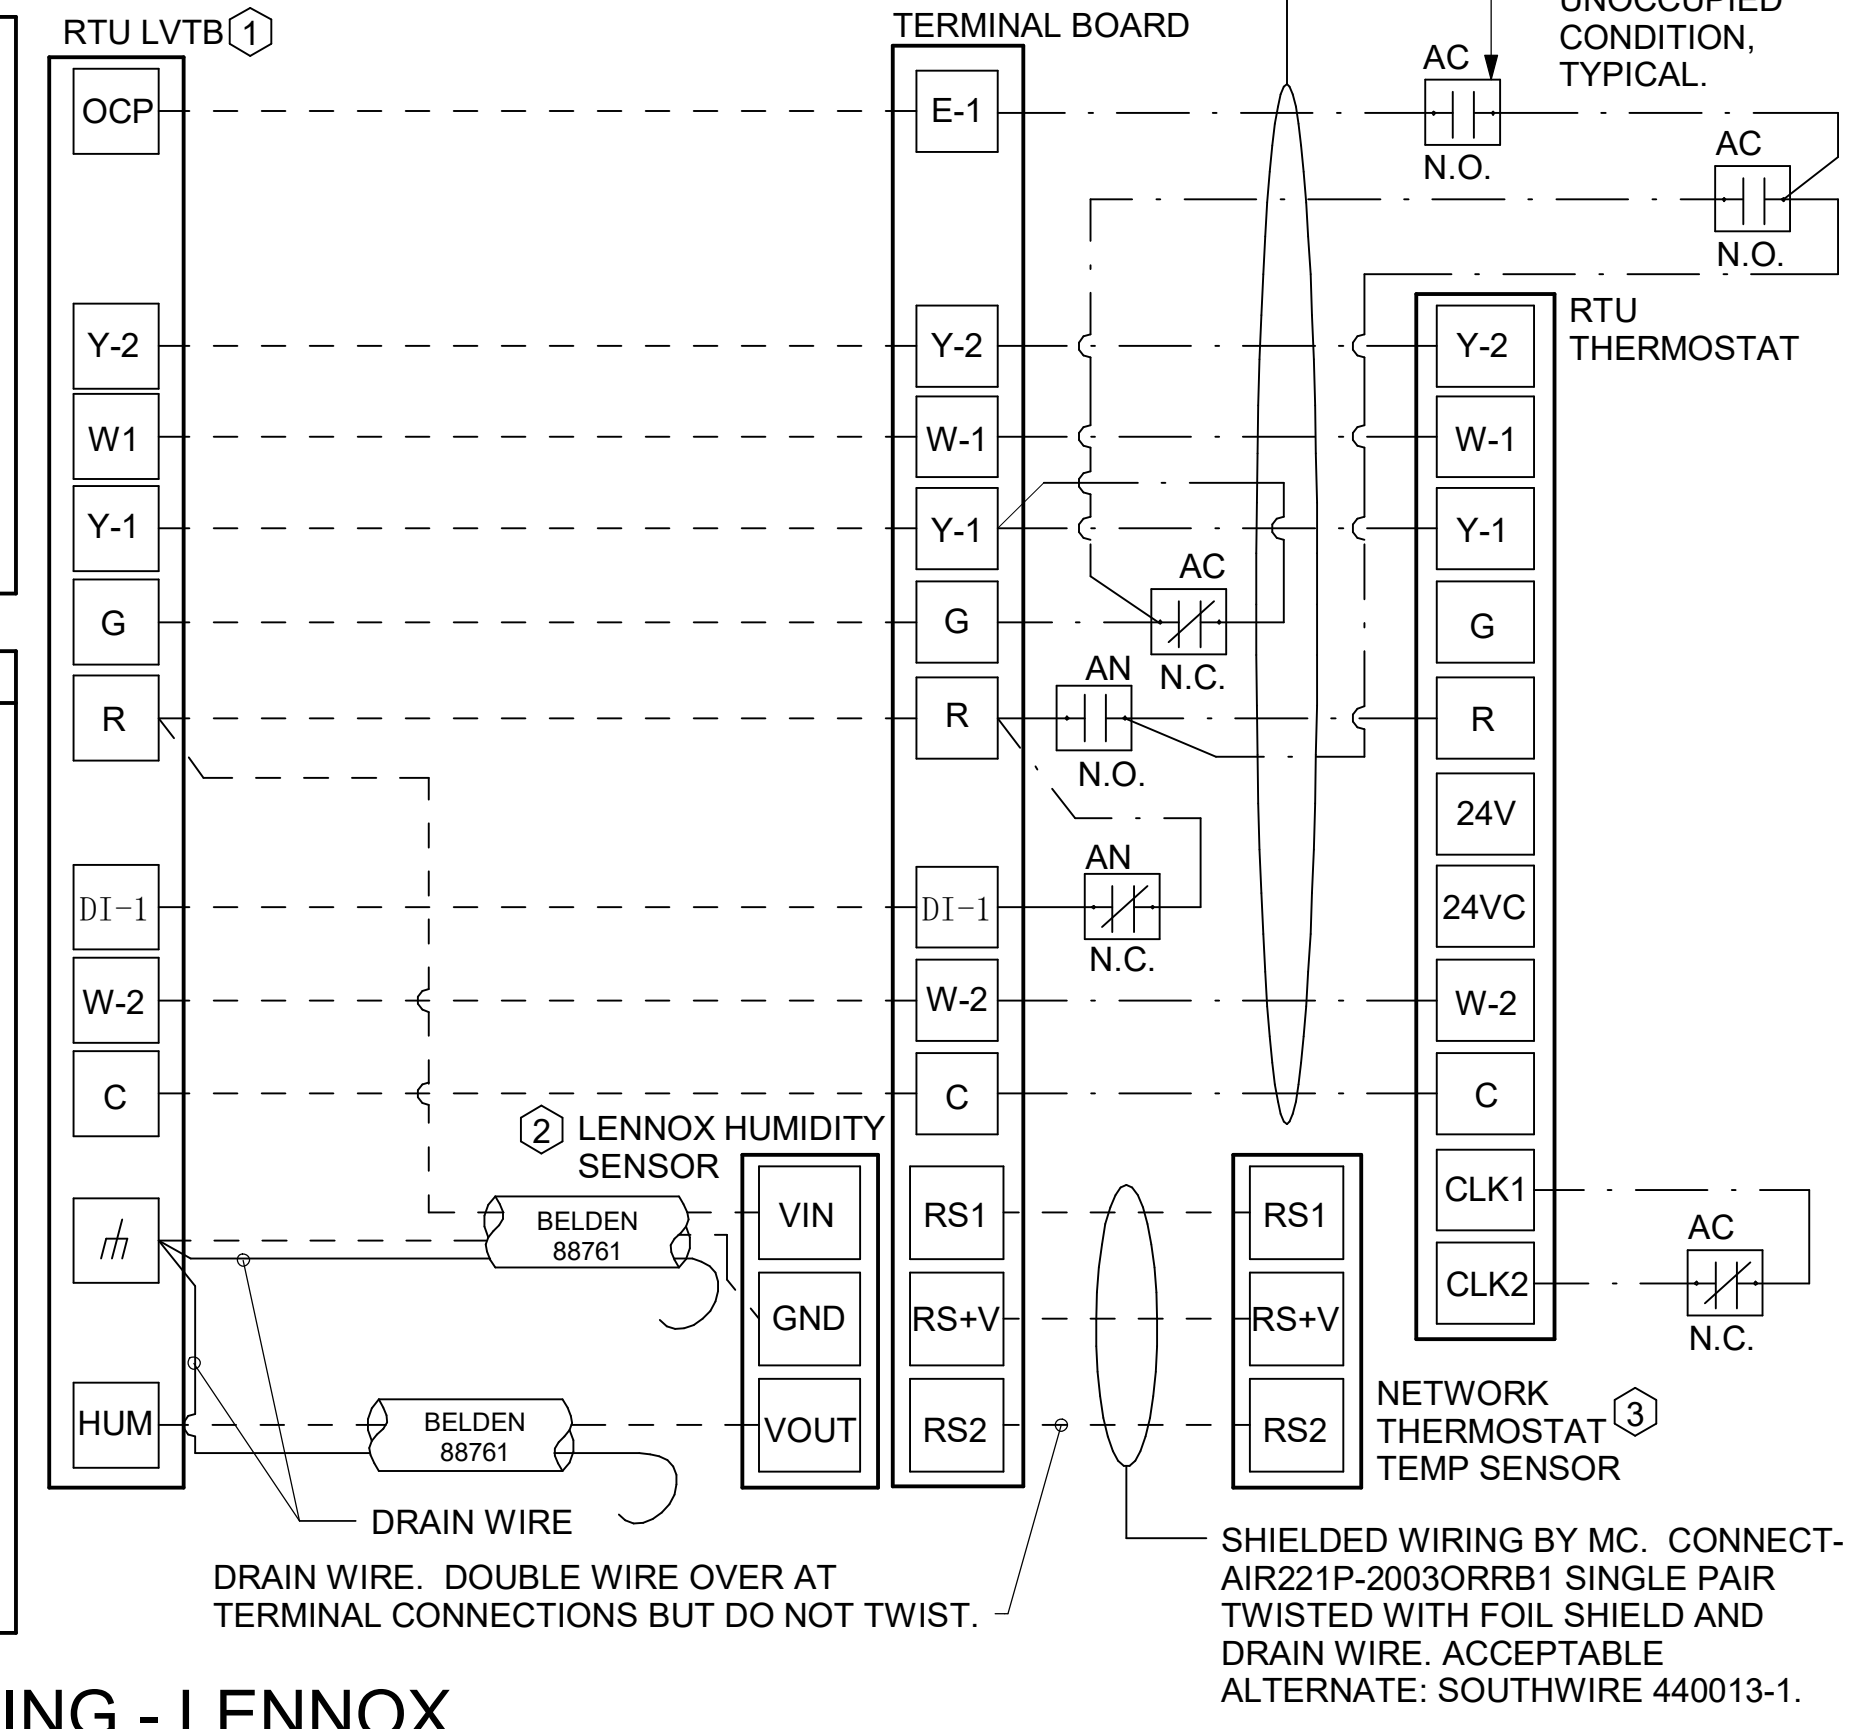 RTU LVTB 1
TERMINAL BOARD
UNOCCUPIED
CONDITION,
TYPICAL.
AC
N.O.
AC
N.O.
OCP
E-1
RTU
THERMOSTAT
Y-2
Y-2
Y-2
W1
W-1
W-1
Y-1
Y-1
Y-1
AC
N.C.
G
G
G
AN
N.O.
R
R
R
24V
AN
N.C.
DI-1
DI-1
24VC
W-2
W-2
W-2
C
C
C
2 LENNOX HUMIDITY
SENSOR
BELDEN
88761
VIN
RS1
RS1
CLK1
AC
N.C.
GND
RS+V
RS+V
CLK2
HUM
BELDEN
88761
VOUT
RS2
RS2
NETWORK
THERMOSTAT 3
TEMP SENSOR
DRAIN WIRE
DRAIN WIRE. DOUBLE WIRE OVER AT
TERMINAL CONNECTIONS BUT DO NOT TWIST.
SHIELDED WIRING BY MC. CONNECT-
AIR221P-2003ORRB1 SINGLE PAIR
TWISTED WITH FOIL SHIELD AND
DRAIN WIRE. ACCEPTABLE
ALTERNATE: SOUTHWIRE 440013-1.
ING - LENNOX